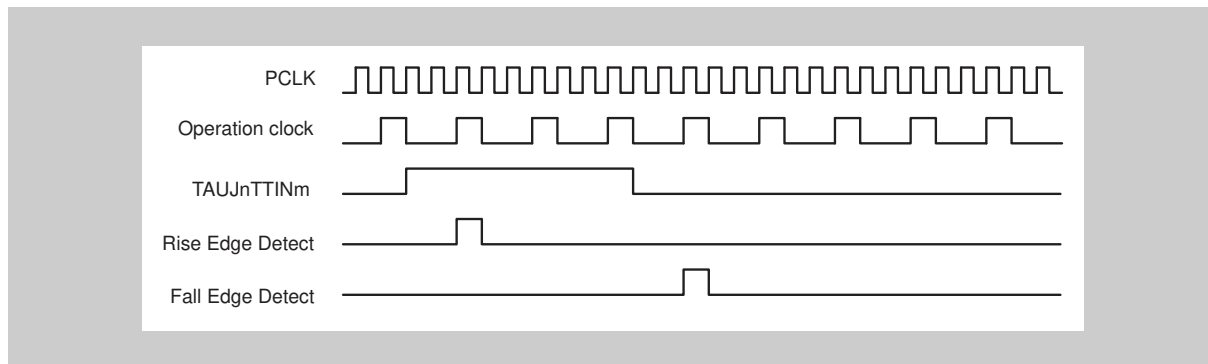 PCLK
Operation clock
TAUJnTTINm
Rise Edge Detect
Fall Edge Detect